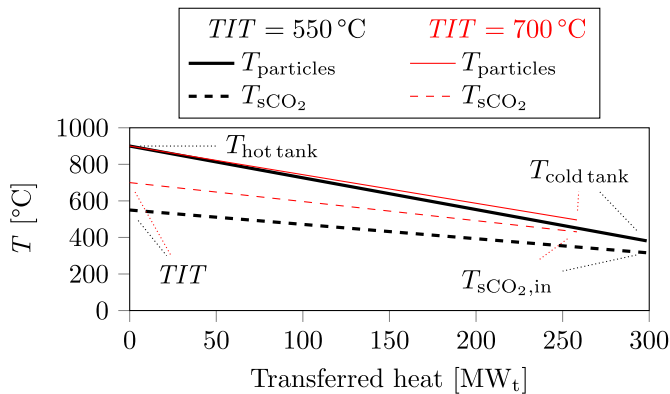 TIT = 550 °C TIT = 700 °C
T_particles T_particles
T_sCO₂ T_sCO₂
1000
800
600
400
200
0
T [°C]
T_hot tank
T_cold tank
TIT
T_sCO₂,in
0 50 100 150 200 250 300
Transferred heat [MW_t]